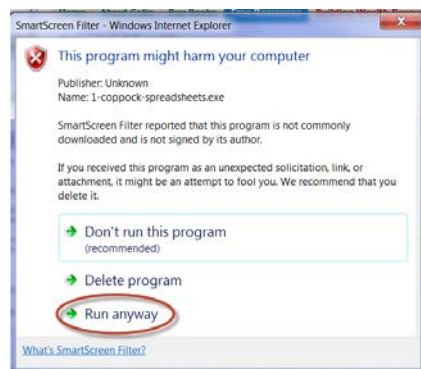 SmartScreen Filter - Windows Internet Explorer
This program might harm your computer
Publisher: Unknown
Name: 1-coppock-spreadsheets.exe
SmartScreen Filter reported that this program is not commonly
downloaded and is not signed by its author.
If you received this program as an unexpected solicitation, link, or
attachment, it might be an attempt to fool you. We recommend that you
delete it.
Don't run this program
(recommended)
Delete program
Run anyway
What's SmartScreen Filter?